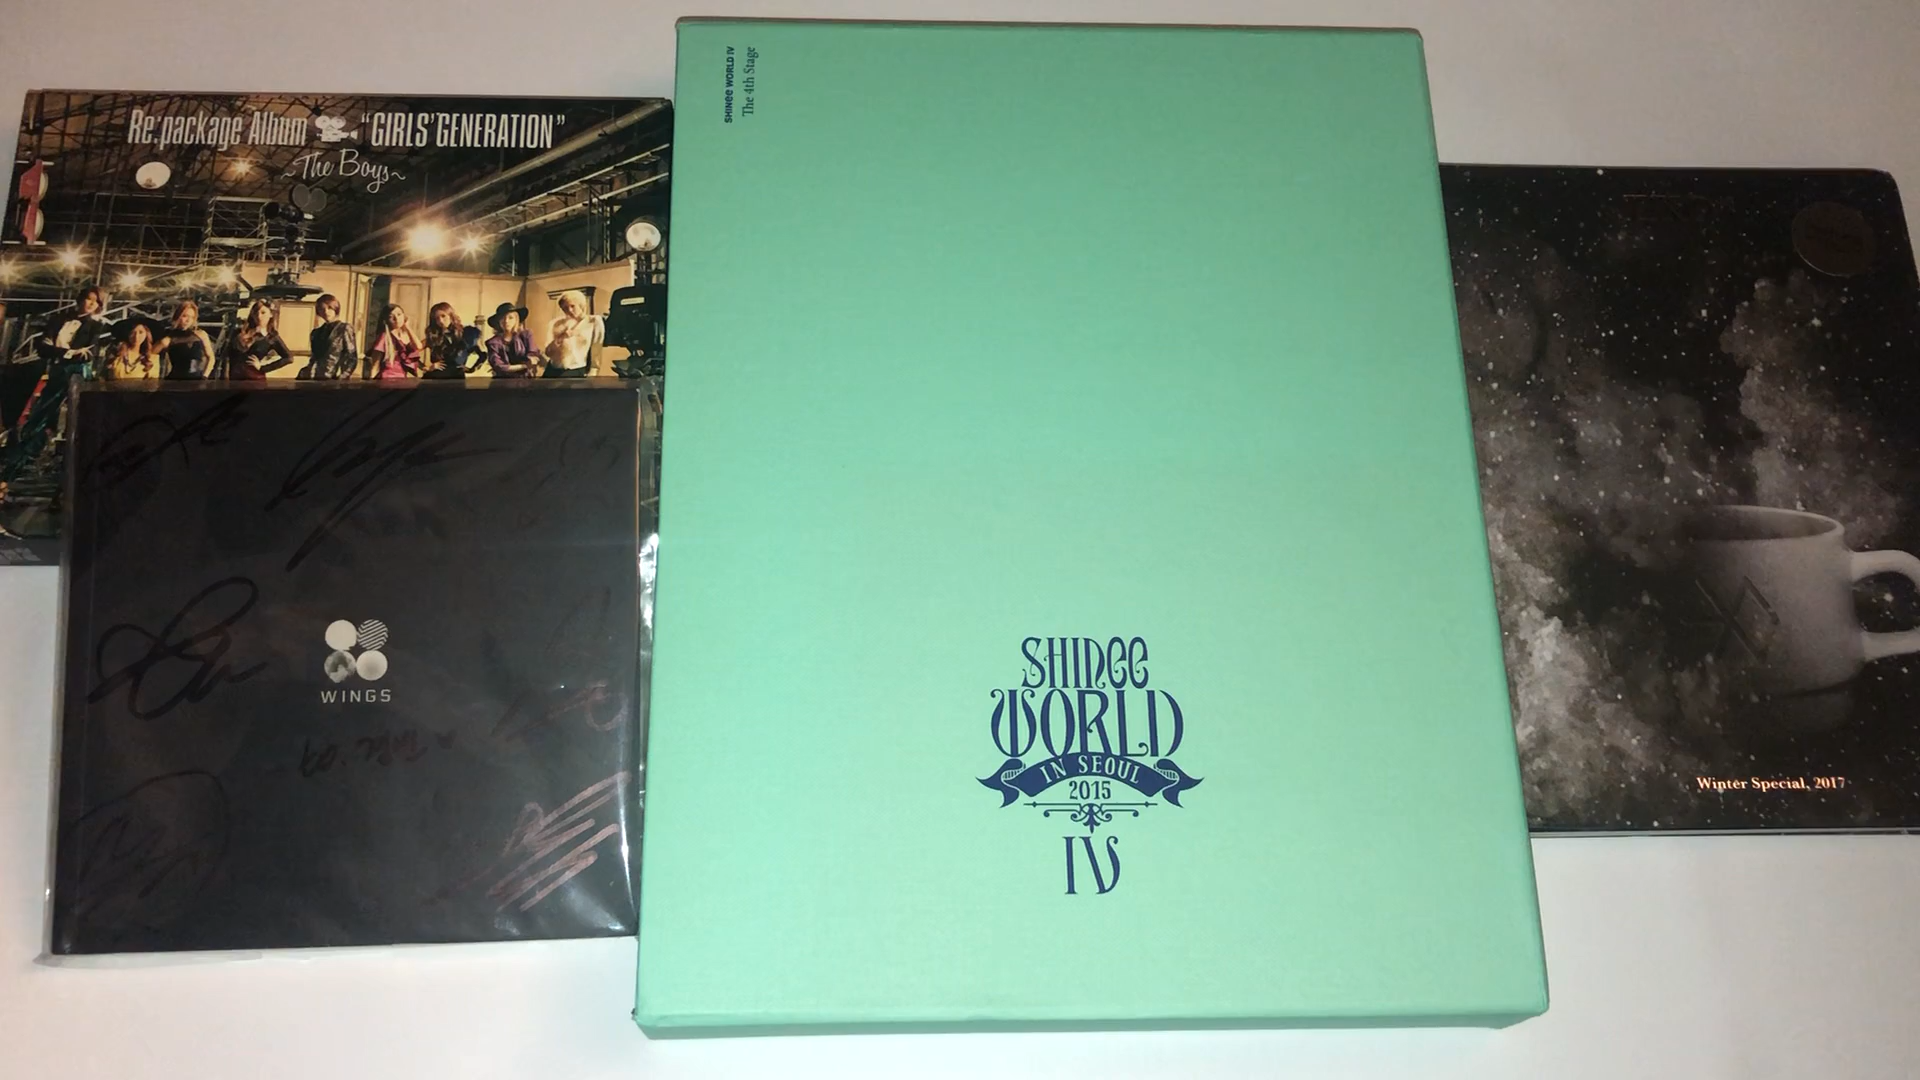 Re:package Album "GIRLS' GENERATION"
~The Boys~
WINGS
SHINee WORLD IV
The 4th Stage
SHINee
WORLD
IN SEOUL
2015
IV
Winter Special, 2017